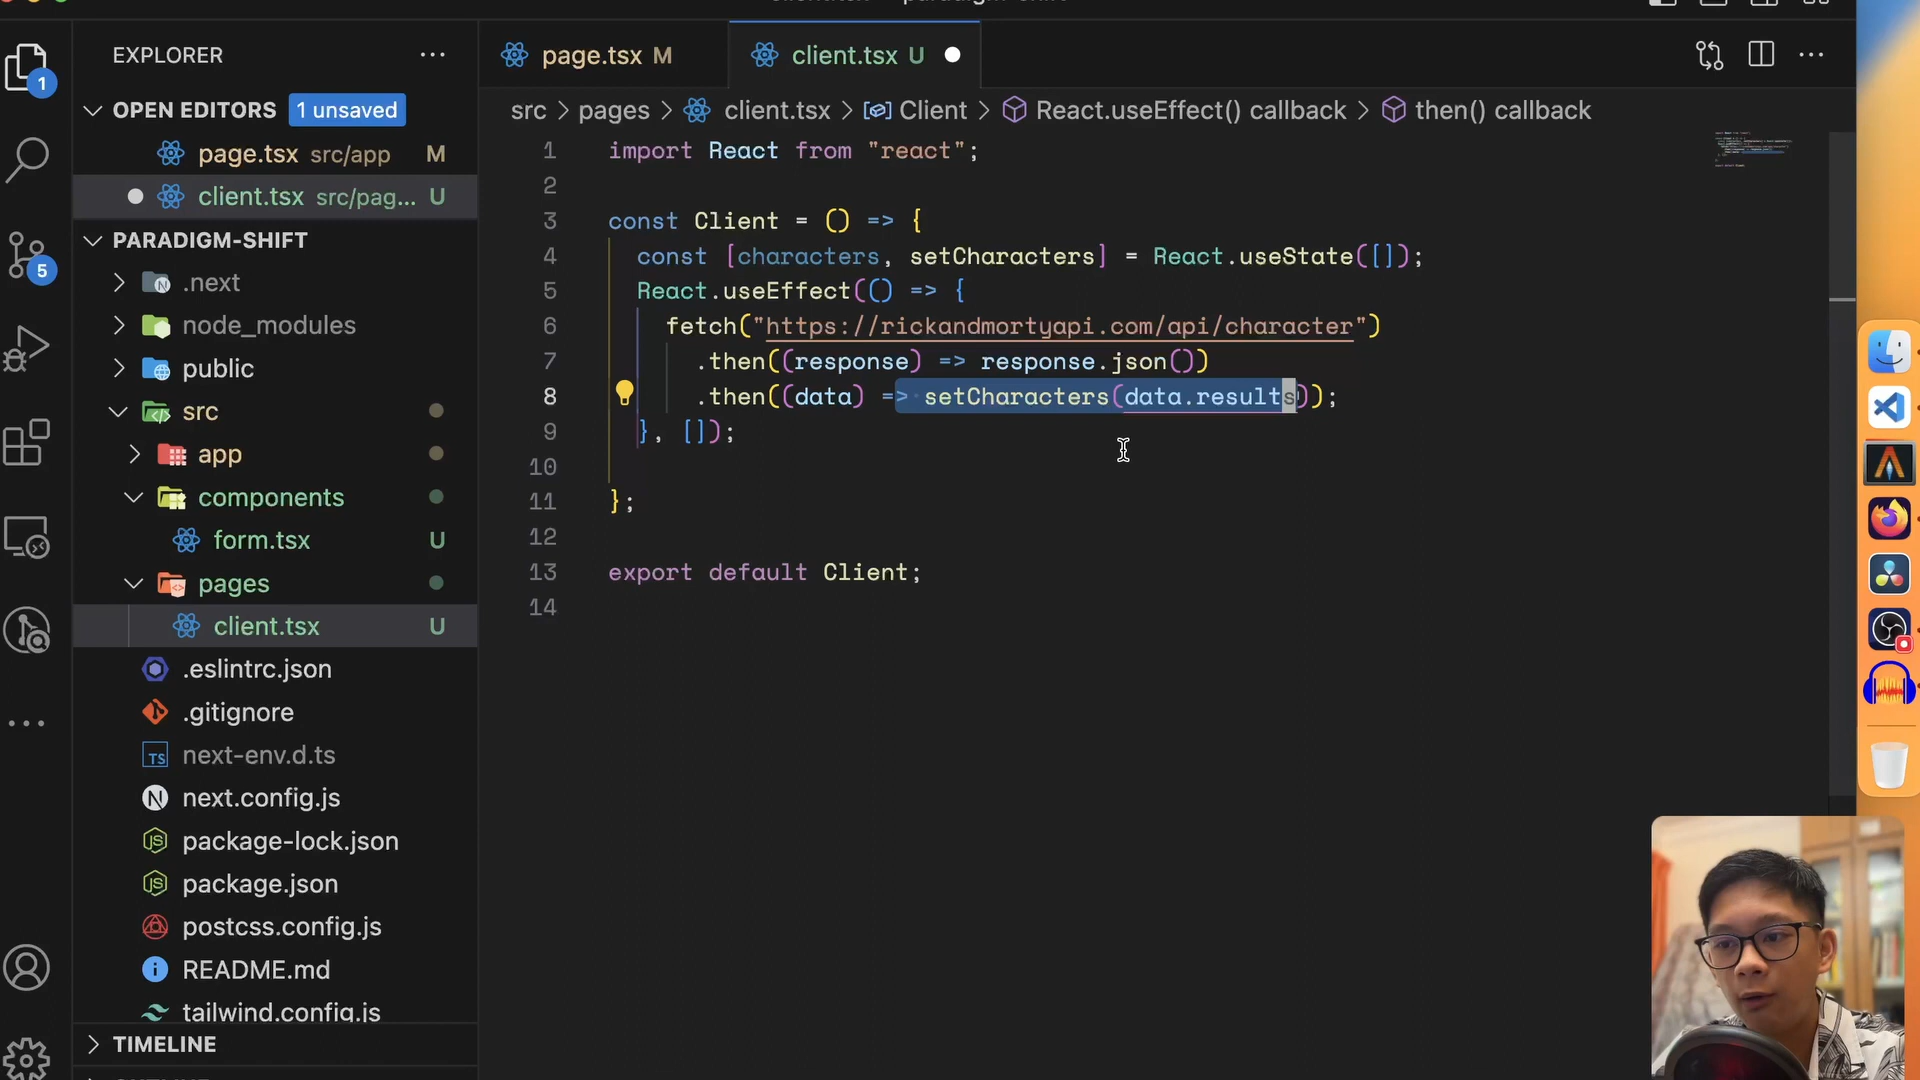 EXPLORER
1
OPEN EDITORS 1 unsaved
page.tsx src/app M
client.tsx src/pag... U
5
PARADIGM-SHIFT
.next
node_modules
public
src
app
components
form.tsx U
pages
client.tsx U
.eslintrc.json
.gitignore
next-env.d.ts
next.config.js
package-lock.json
package.json
postcss.config.js
README.md
tailwind.config.js
TIMELINE
page.tsx M
client.tsx U
src > pages > client.tsx > Client > React.useEffect() callback > then() callback
1 import React from "react";
2
3 const Client = () => {
4 const [characters, setCharacters] = React.useState([]);
5 React.useEffect(() => {
6 fetch("https://rickandmortyapi.com/api/character")
7 .then((response) => response.json())
8 .then((data) => setCharacters(data.results));
9 }, []);
10
11 };
12
13 export default Client;
14